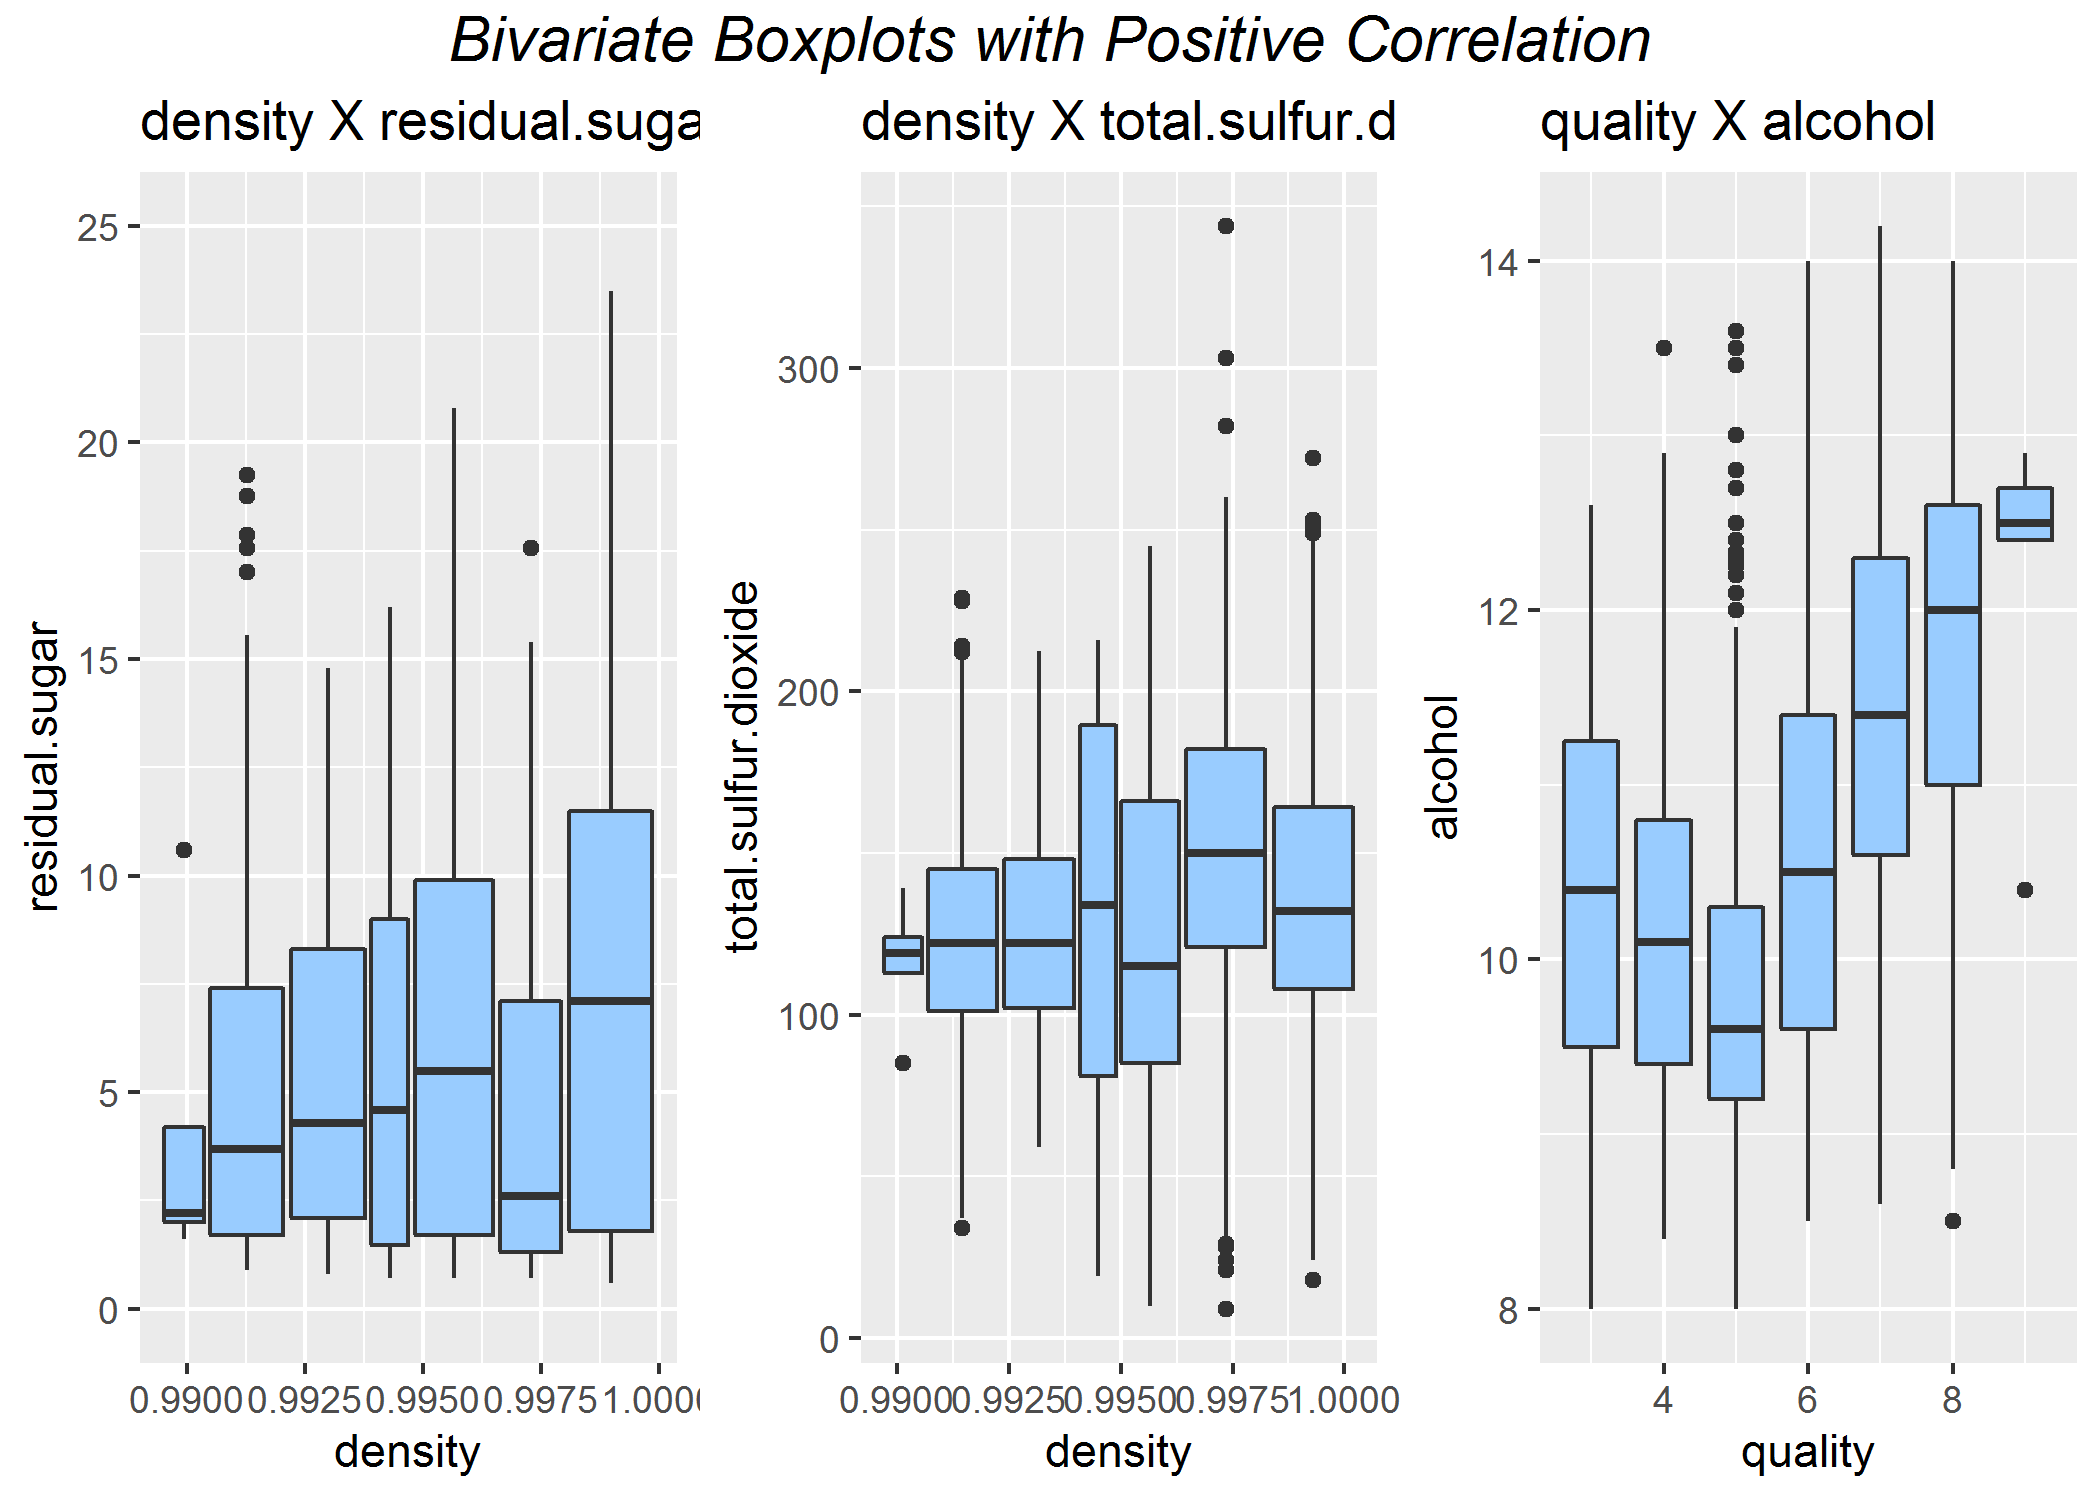 Bivariate Boxplots with Positive Correlation
density X residual.suga
density X total.sulfur.d
quality X alcohol
residual.sugar
25
20
15
10
5
0
0.9900 0.9925 0.9950 0.9975 1.000
density
total.sulfur.dioxide
300
200
100
0
0.9900 0.9925 0.9950 0.9975 1.0000
density
alcohol
14
12
10
8
4 6 8
quality